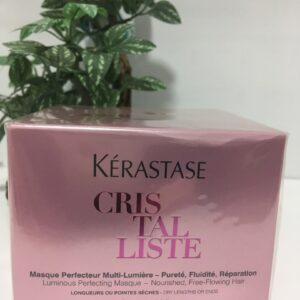 KÉRASTASE
CRIS
TAL
LISTE
Masque Perfecteur Multi-Lumière – Pureté, Fluidité, Réparation
Luminous Perfecting Masque – Nourished, Free-Flowing Hair
LONGUEURS OU POINTES SÈCHES - DRY LENGTHS OR ENDS